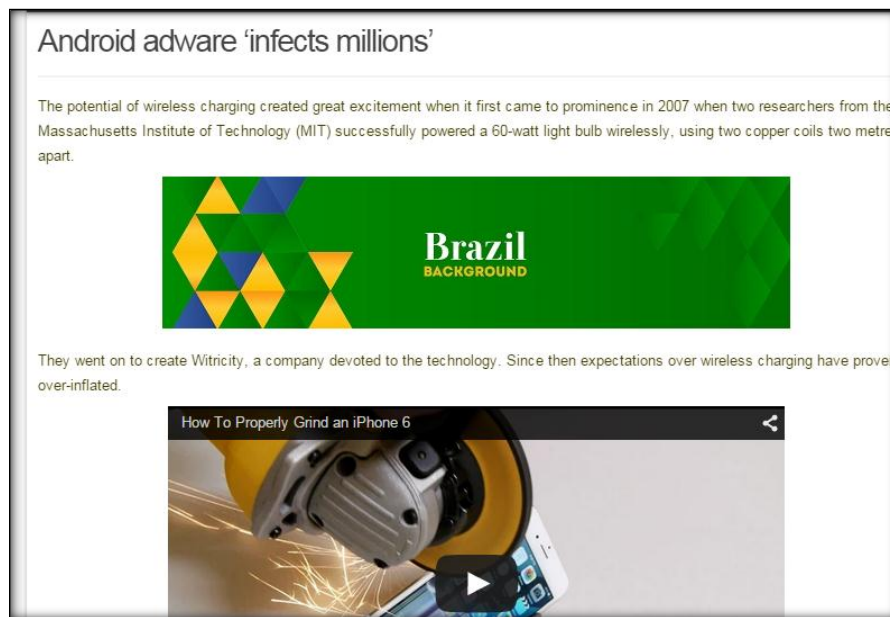 Android adware ‘infects millions’
The potential of wireless charging created great excitement when it first came to prominence in 2007 when two researchers from the
Massachusetts Institute of Technology (MIT) successfully powered a 60-watt light bulb wirelessly, using two copper coils two metre
apart.
Brazil
BACKGROUND
They went on to create Witricity, a company devoted to the technology. Since then expectations over wireless charging have prove
over-inflated.
How To Properly Grind an iPhone 6